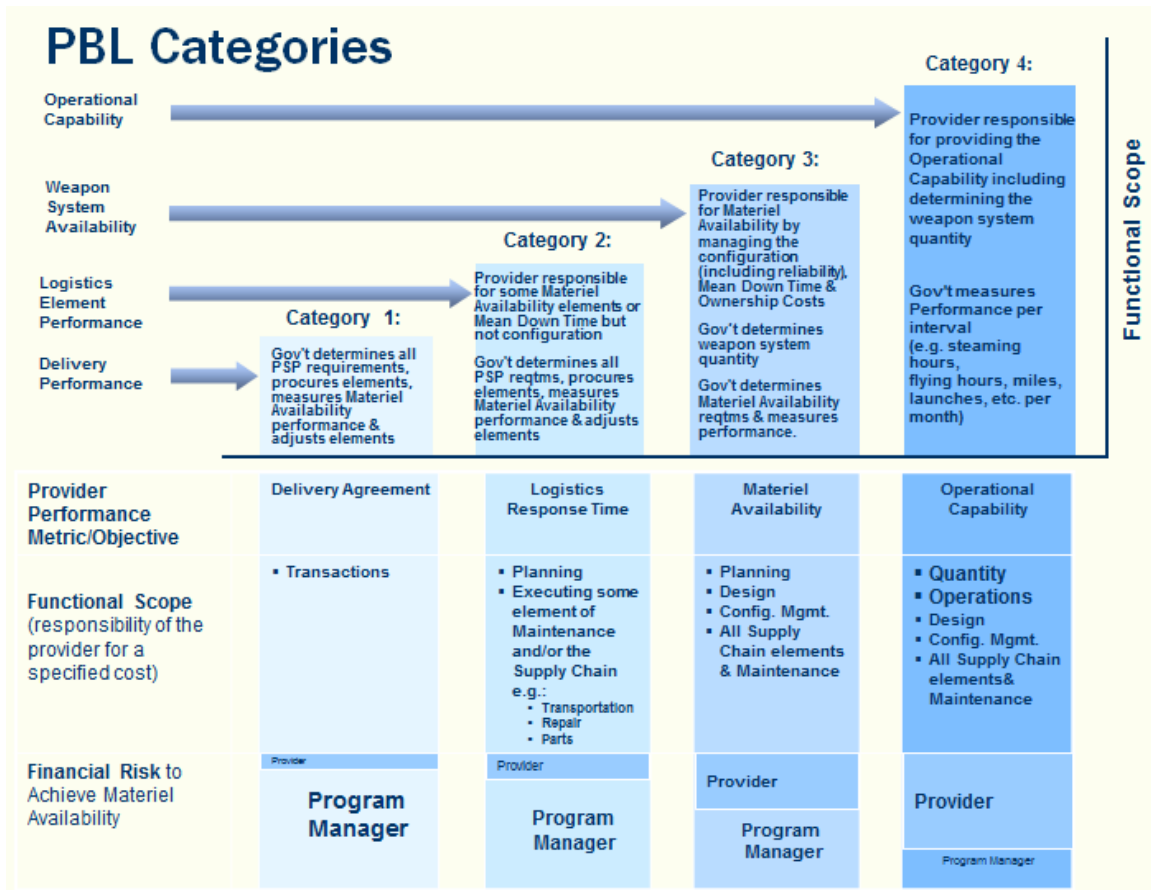 PBL Categories
Operational
Capability
Weapon
System
Availability
Logistics
Element
Performance
Delivery
Performance
Category 1:
Gov't determines all
PSP requirements,
procures elements,
measures Materiel
Availability
performance &
adjusts elements
Category 2:
Provider responsible
for some Materiel
Availability elements or
Mean Down Time but
not configuration
Gov't determines all
PSP reqtms, procures
elements, measures
Materiel Availability
performance & adjusts
elements
Category 3:
Provider responsible
for Materiel
Availability by
managing the
configuration
(including reliability),
Mean Down Time &
Ownership Costs
Gov't determines
weapon system
quantity
Gov't determines
Materiel Availability
reqtms & measures
performance.
Category 4:
Provider responsible
for providing the
Operational
Capability including
determining the
weapon system
quantity
Gov't measures
Performance per
interval
(e.g. steaming
hours,
flying hours, miles,
launches, etc. per
month)
Functional Scope
Provider
Performance
Metric/Objective
Delivery Agreement
Logistics
Response Time
Materiel
Availability
Operational
Capability
Functional Scope
(responsibility of the
provider for a
specified cost)
▪ Transactions
▪ Planning
▪ Executing some
element of
Maintenance
and/or the
Supply Chain
e.g.:
▪ Transportation
▪ Repair
▪ Parts
▪ Planning
▪ Design
▪ Config. Mgmt.
▪ All Supply
Chain elements
& Maintenance
▪ Quantity
▪ Operations
▪ Design
▪ Config. Mgmt.
▪ All Supply Chain
elements&
Maintenance
Financial Risk to
Achieve Materiel
Availability
Provider
Program
Manager
Provider
Program
Manager
Provider
Program
Manager
Provider
Program Manager